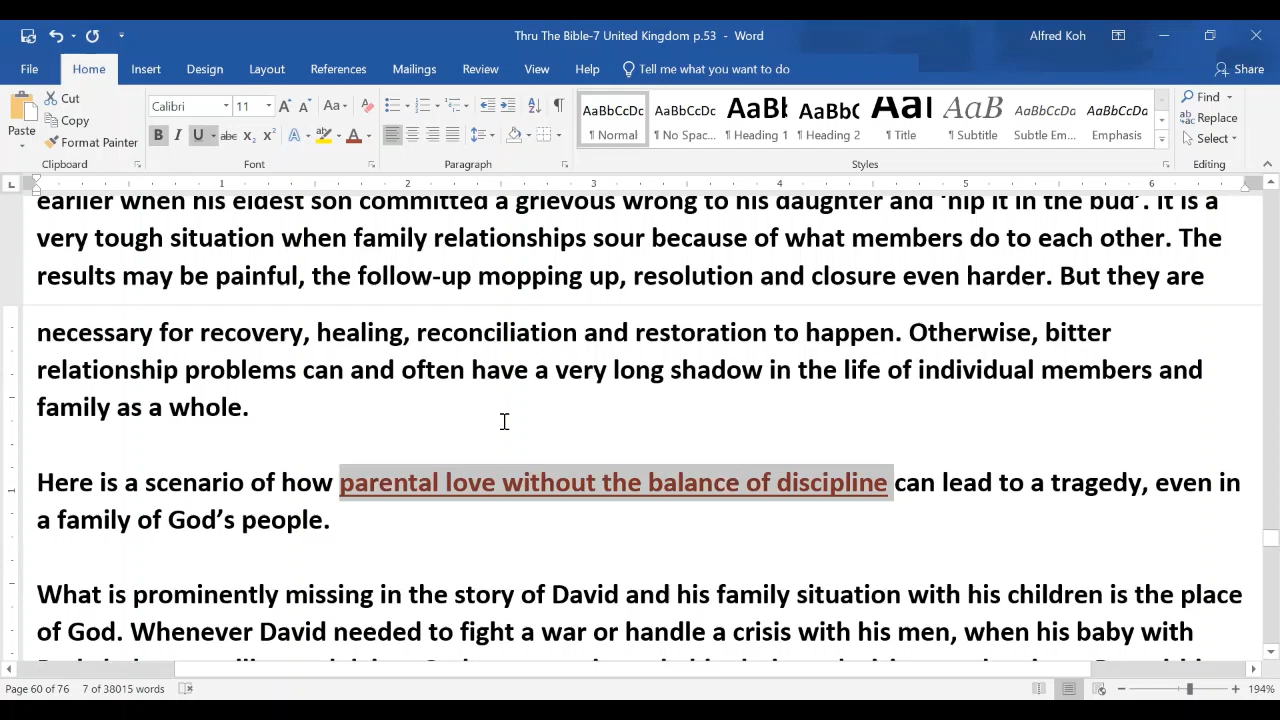 Thru The Bible-7 United Kingdom p.53 - Word
Alfred Koh
File Home Insert Design Layout References Mailings Review View Help Tell me what you want to do Share
Paste
Cut
Copy
Format Painter
Clipboard
Calibri 11
Font
Paragraph
AaBbCcDc AaBbCcDc AaBb AaBbC AaB AaB AaBbCcDc AaBbCcDc
¶ Normal ¶ No Spac... ¶ Heading 1 ¶ Heading 2 ¶ Title ¶ Subtitle Subtle Em... Emphasis
Styles
Find
Replace
Select
Editing
1 2 3 4 5 6
earlier when his eldest son committed a grievous wrong to his daughter and ‘nip it in the bud’. It is a
very tough situation when family relationships sour because of what members do to each other. The
results may be painful, the follow-up mopping up, resolution and closure even harder. But they are
necessary for recovery, healing, reconciliation and restoration to happen. Otherwise, bitter
relationship problems can and often have a very long shadow in the life of individual members and
family as a whole.
Here is a scenario of how parental love without the balance of discipline can lead to a tragedy, even in
a family of God’s people.
What is prominently missing in the story of David and his family situation with his children is the place
of God. Whenever David needed to fight a war or handle a crisis with his men, when his baby with
Page 60 of 76 7 of 38015 words 194%